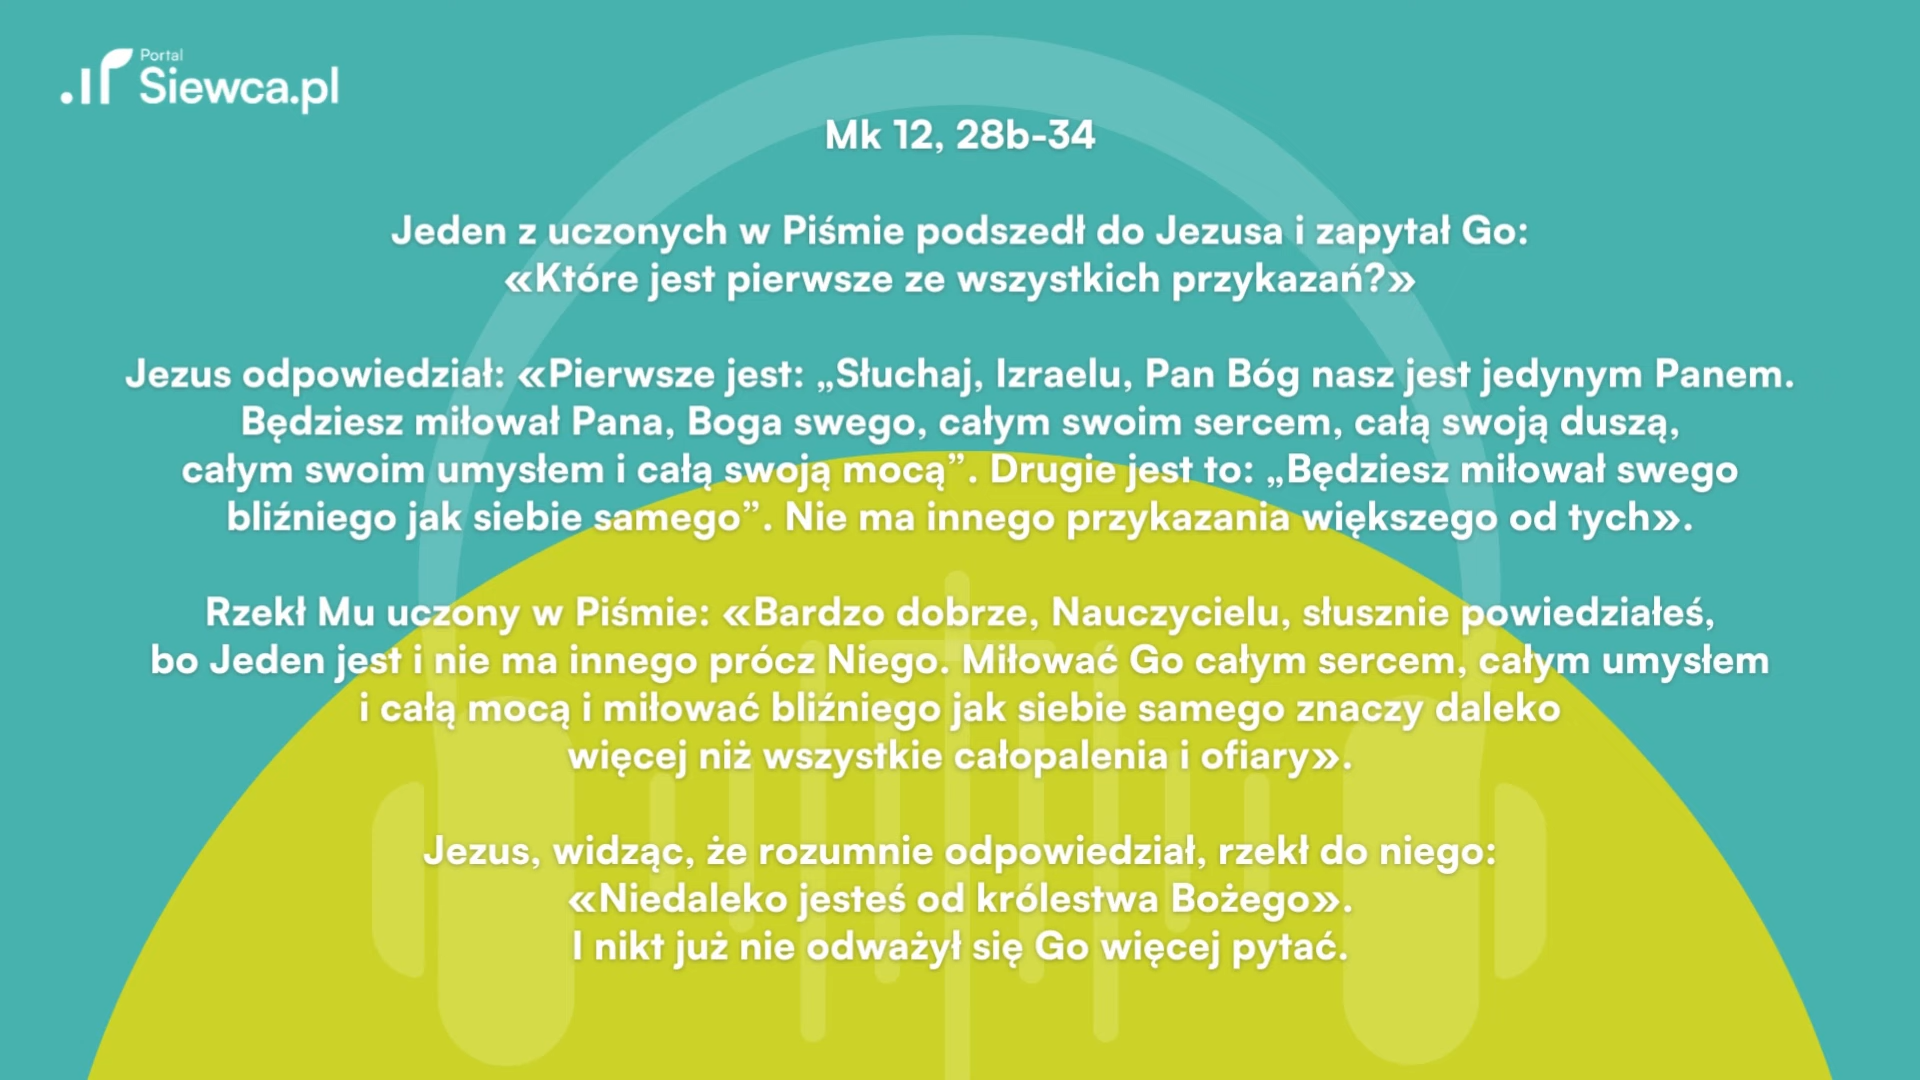 Portal
Siewca.pl
Mk 12, 28b-34
Jeden z uczonych w Piśmie podszedł do Jezusa i zapytał Go:
«Które jest pierwsze ze wszystkich przykazań?»
Jezus odpowiedział: «Pierwsze jest: „Słuchaj, Izraelu, Pan Bóg nasz jest jedynym Panem.
Będziesz miłował Pana, Boga swego, całym swoim sercem, całą swoją duszą,
całym swoim umysłem i całą swoją mocą”. Drugie jest to: „Będziesz miłował swego
bliźniego jak siebie samego”. Nie ma innego przykazania większego od tych».
Rzekł Mu uczony w Piśmie: «Bardzo dobrze, Nauczycielu, słusznie powiedziałeś,
bo Jeden jest i nie ma innego prócz Niego. Miłować Go całym sercem, całym umysłem
i całą mocą i miłować bliźniego jak siebie samego znaczy daleko
więcej niż wszystkie całopalenia i ofiary».
Jezus, widząc, że rozumnie odpowiedział, rzekł do niego:
«Niedaleko jesteś od królestwa Bożego».
I nikt już nie odważył się Go więcej pytać.